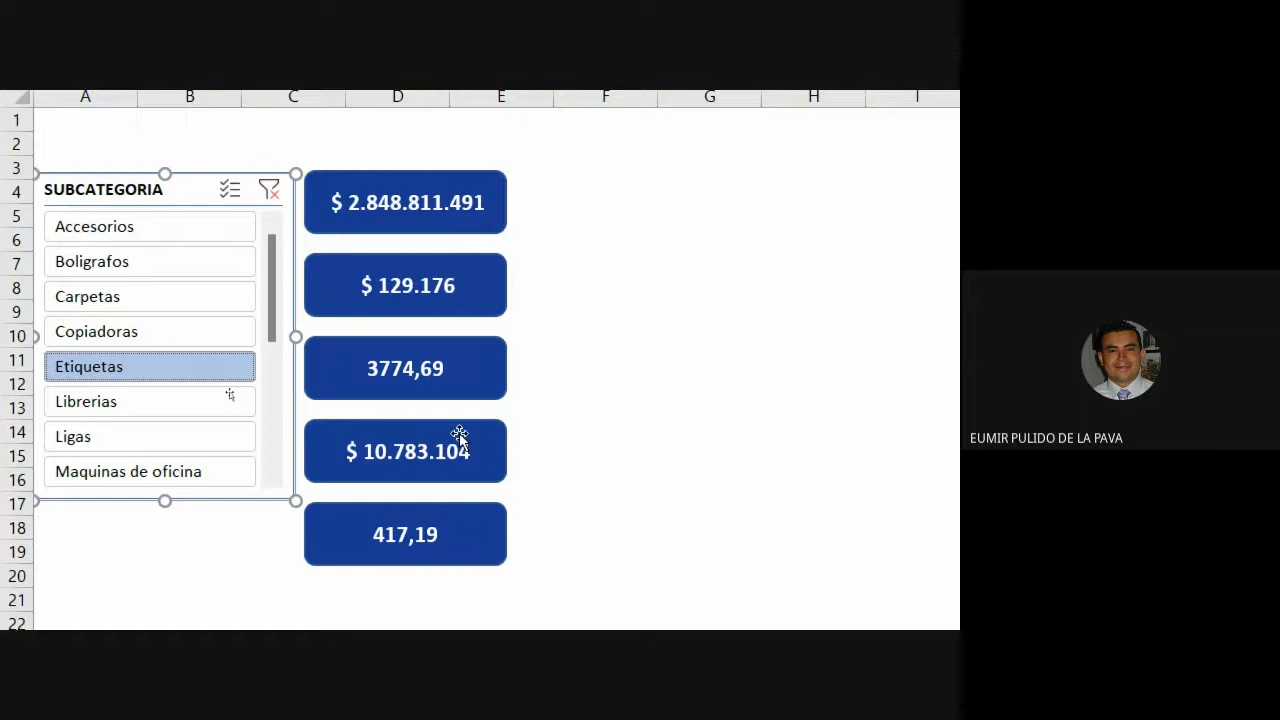 A B C D E F G H I
1
2
3
4
5
6
7
8
9
10
11
12
13
14
15
16
17
18
19
20
21
22
SUBCATEGORIA
Accesorios
Boligrafos
Carpetas
Copiadoras
Etiquetas
Librerias
Ligas
Maquinas de oficina
$ 2.848.811.491
$ 129.176
3774,69
$ 10.783.104
417,19
EUMIR PULIDO DE LA PAVA